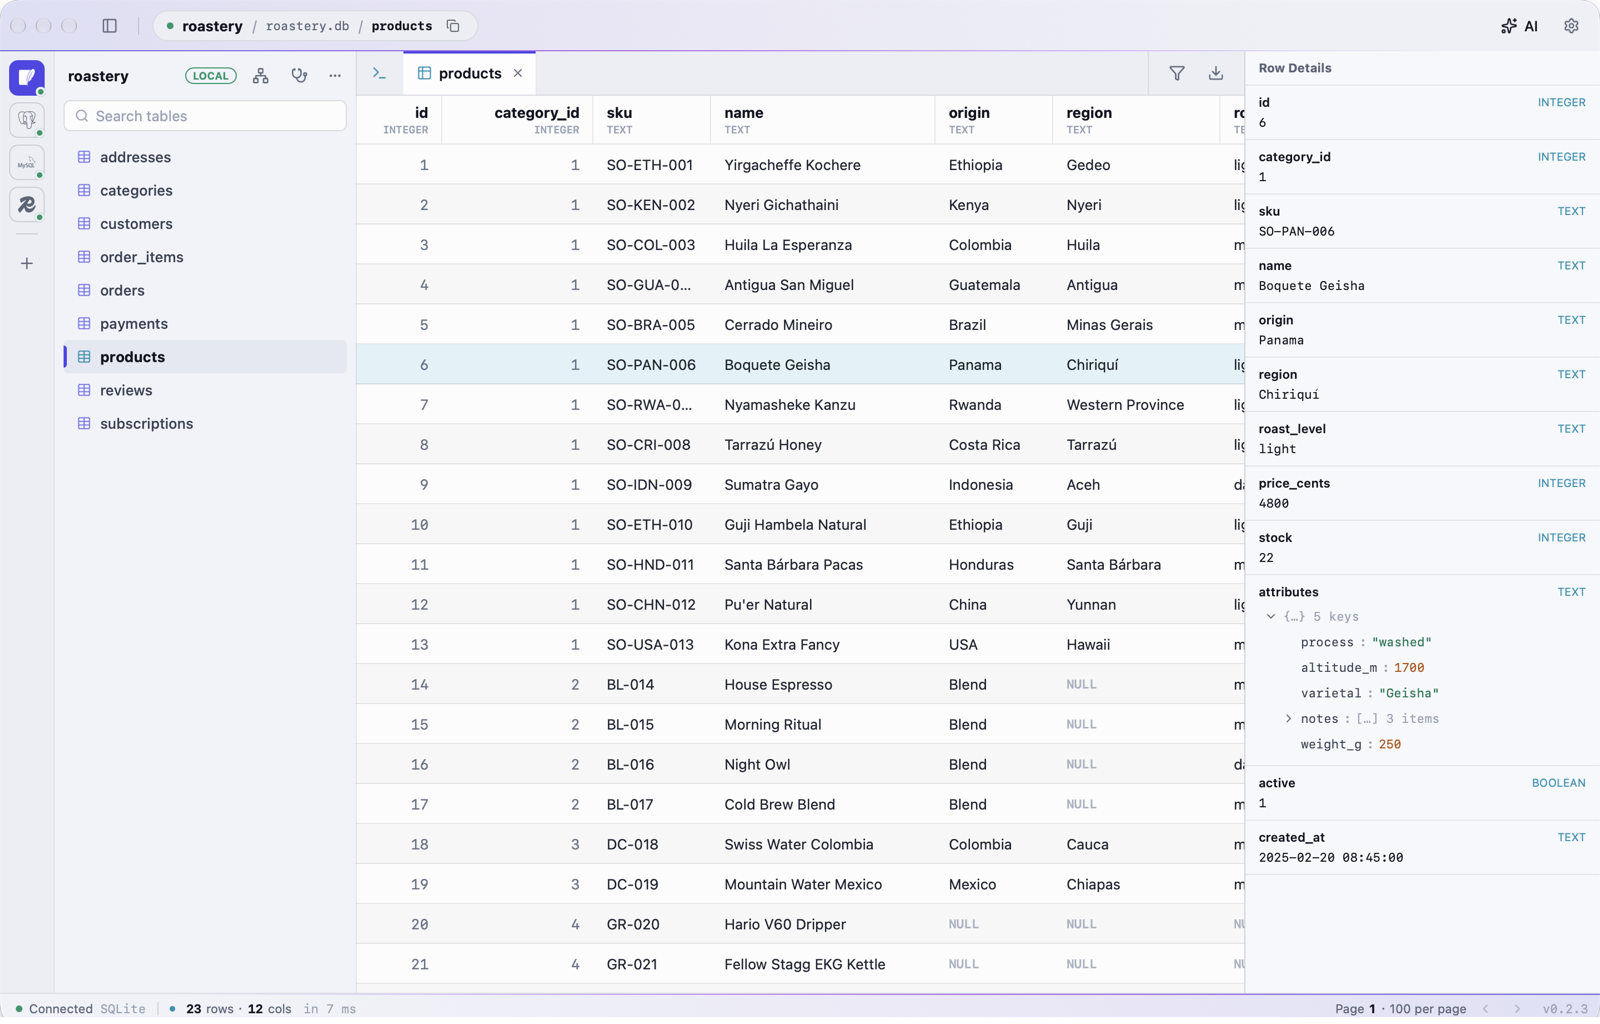 roastery / roastery.db / products
AI
MySQL
roastery LOCAL
Search tables
addresses
categories
customers
order_items
orders
payments
products
reviews
subscriptions
products
id category_id sku name origin region
INTEGER INTEGER TEXT TEXT TEXT TEXT
1 1 SO-ETH-001 Yirgacheffe Kochere Ethiopia Gedeo
2 1 SO-KEN-002 Nyeri Gichathaini Kenya Nyeri
3 1 SO-COL-003 Huila La Esperanza Colombia Huila
4 1 SO-GUA-0... Antigua San Miguel Guatemala Antigua
5 1 SO-BRA-005 Cerrado Mineiro Brazil Minas Gerais
6 1 SO-PAN-006 Boquete Geisha Panama Chiriquí
7 1 SO-RWA-0... Nyamasheke Kanzu Rwanda Western Province
8 1 SO-CRI-008 Tarrazú Honey Costa Rica Tarrazú
9 1 SO-IDN-009 Sumatra Gayo Indonesia Aceh
10 1 SO-ETH-010 Guji Hambela Natural Ethiopia Guji
11 1 SO-HND-011 Santa Bárbara Pacas Honduras Santa Bárbara
12 1 SO-CHN-012 Pu'er Natural China Yunnan
13 1 SO-USA-013 Kona Extra Fancy USA Hawaii
14 2 BL-014 House Espresso Blend NULL
15 2 BL-015 Morning Ritual Blend NULL
16 2 BL-016 Night Owl Blend NULL
17 2 BL-017 Cold Brew Blend Blend NULL
18 3 DC-018 Swiss Water Colombia Colombia Cauca
19 3 DC-019 Mountain Water Mexico Mexico Chiapas
20 4 GR-020 Hario V60 Dripper NULL NULL
21 4 GR-021 Fellow Stagg EKG Kettle NULL NULL
Row Details
id INTEGER
6
category_id INTEGER
1
sku TEXT
SO-PAN-006
name TEXT
Boquete Geisha
origin TEXT
Panama
region TEXT
Chiriquí
roast_level TEXT
light
price_cents INTEGER
4800
stock INTEGER
22
attributes TEXT
{…} 5 keys
process : "washed"
altitude_m : 1700
varietal : "Geisha"
notes : […] 3 items
weight_g : 250
active BOOLEAN
1
created_at TEXT
2025-02-20 08:45:00
Connected SQLite 23 rows · 12 cols in 7 ms Page 1 · 100 per page v0.2.3